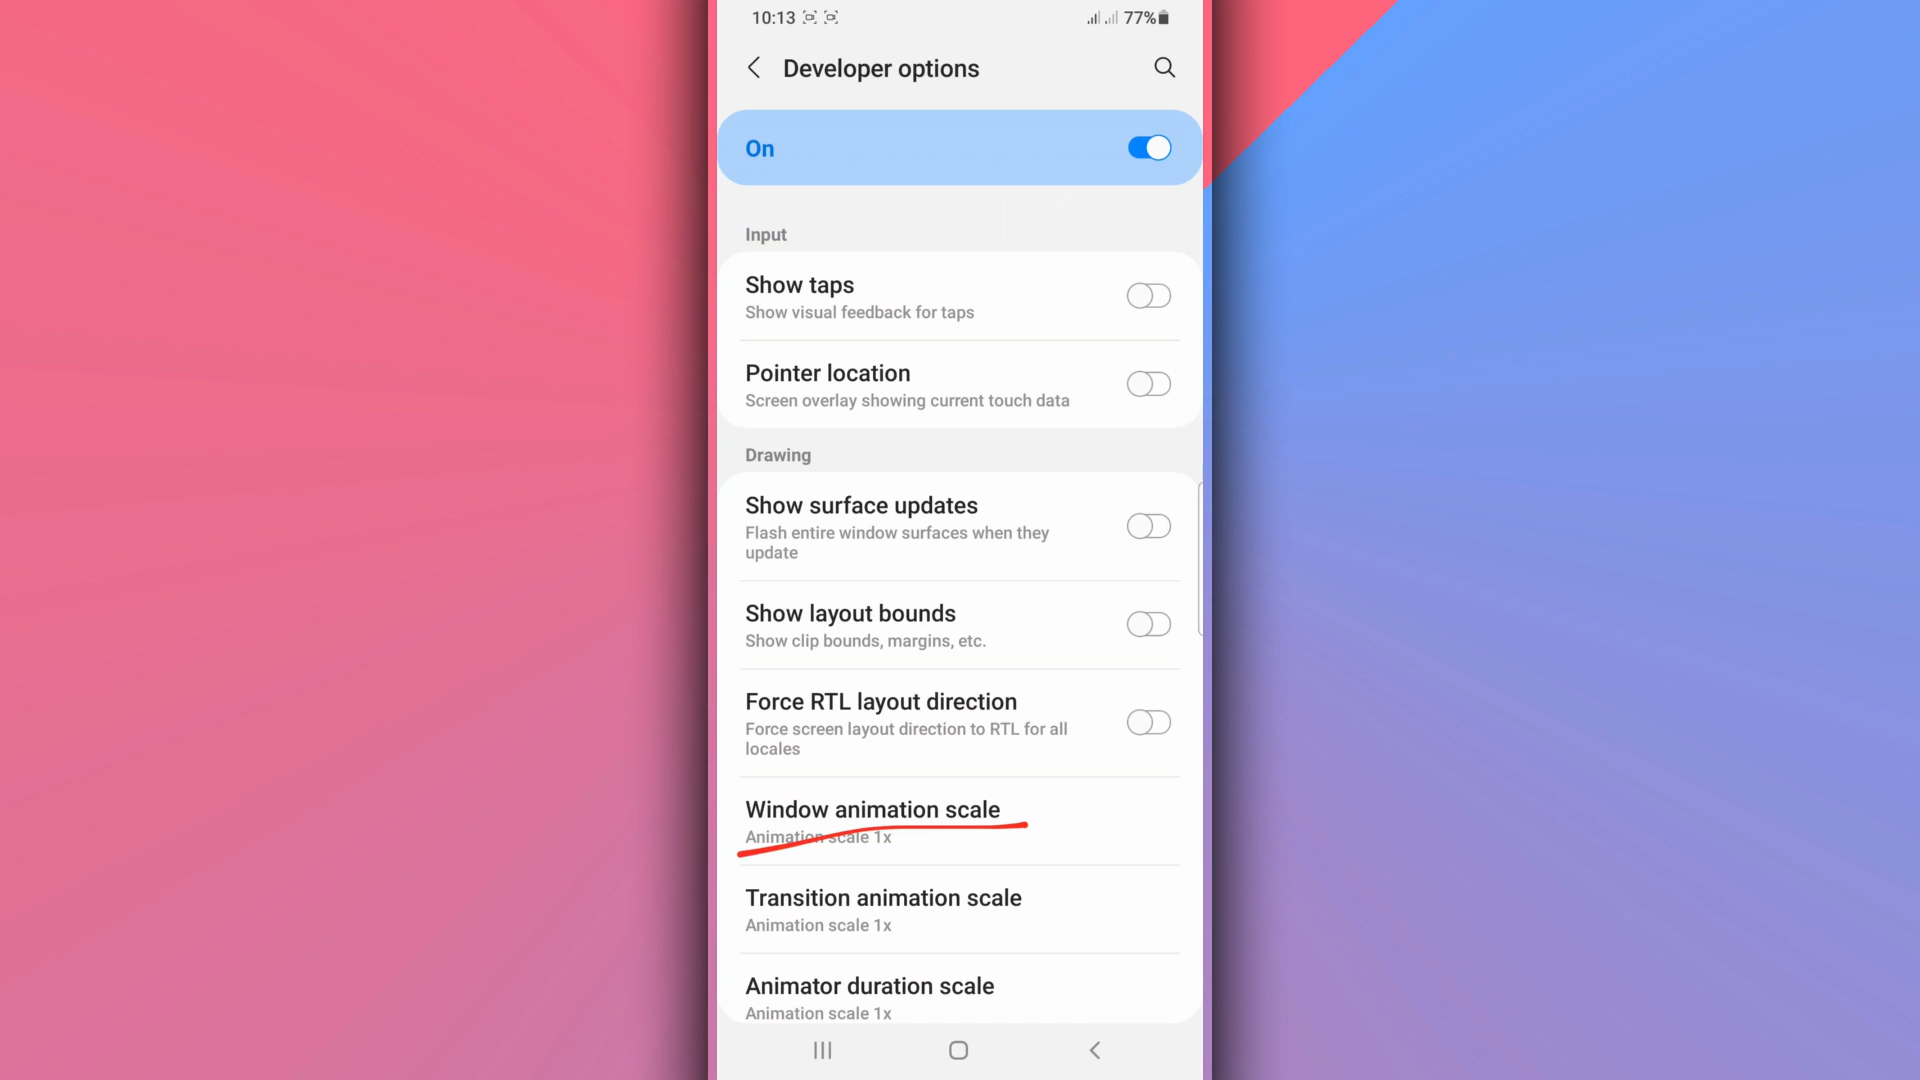 10:13
77%
Developer options
On
Input
Show taps
Show visual feedback for taps
Pointer location
Screen overlay showing current touch data
Drawing
Show surface updates
Flash entire window surfaces when they
update
Show layout bounds
Show clip bounds, margins, etc.
Force RTL layout direction
Force screen layout direction to RTL for all
locales
Window animation scale
Animation scale 1x
Transition animation scale
Animation scale 1x
Animator duration scale
Animation scale 1x